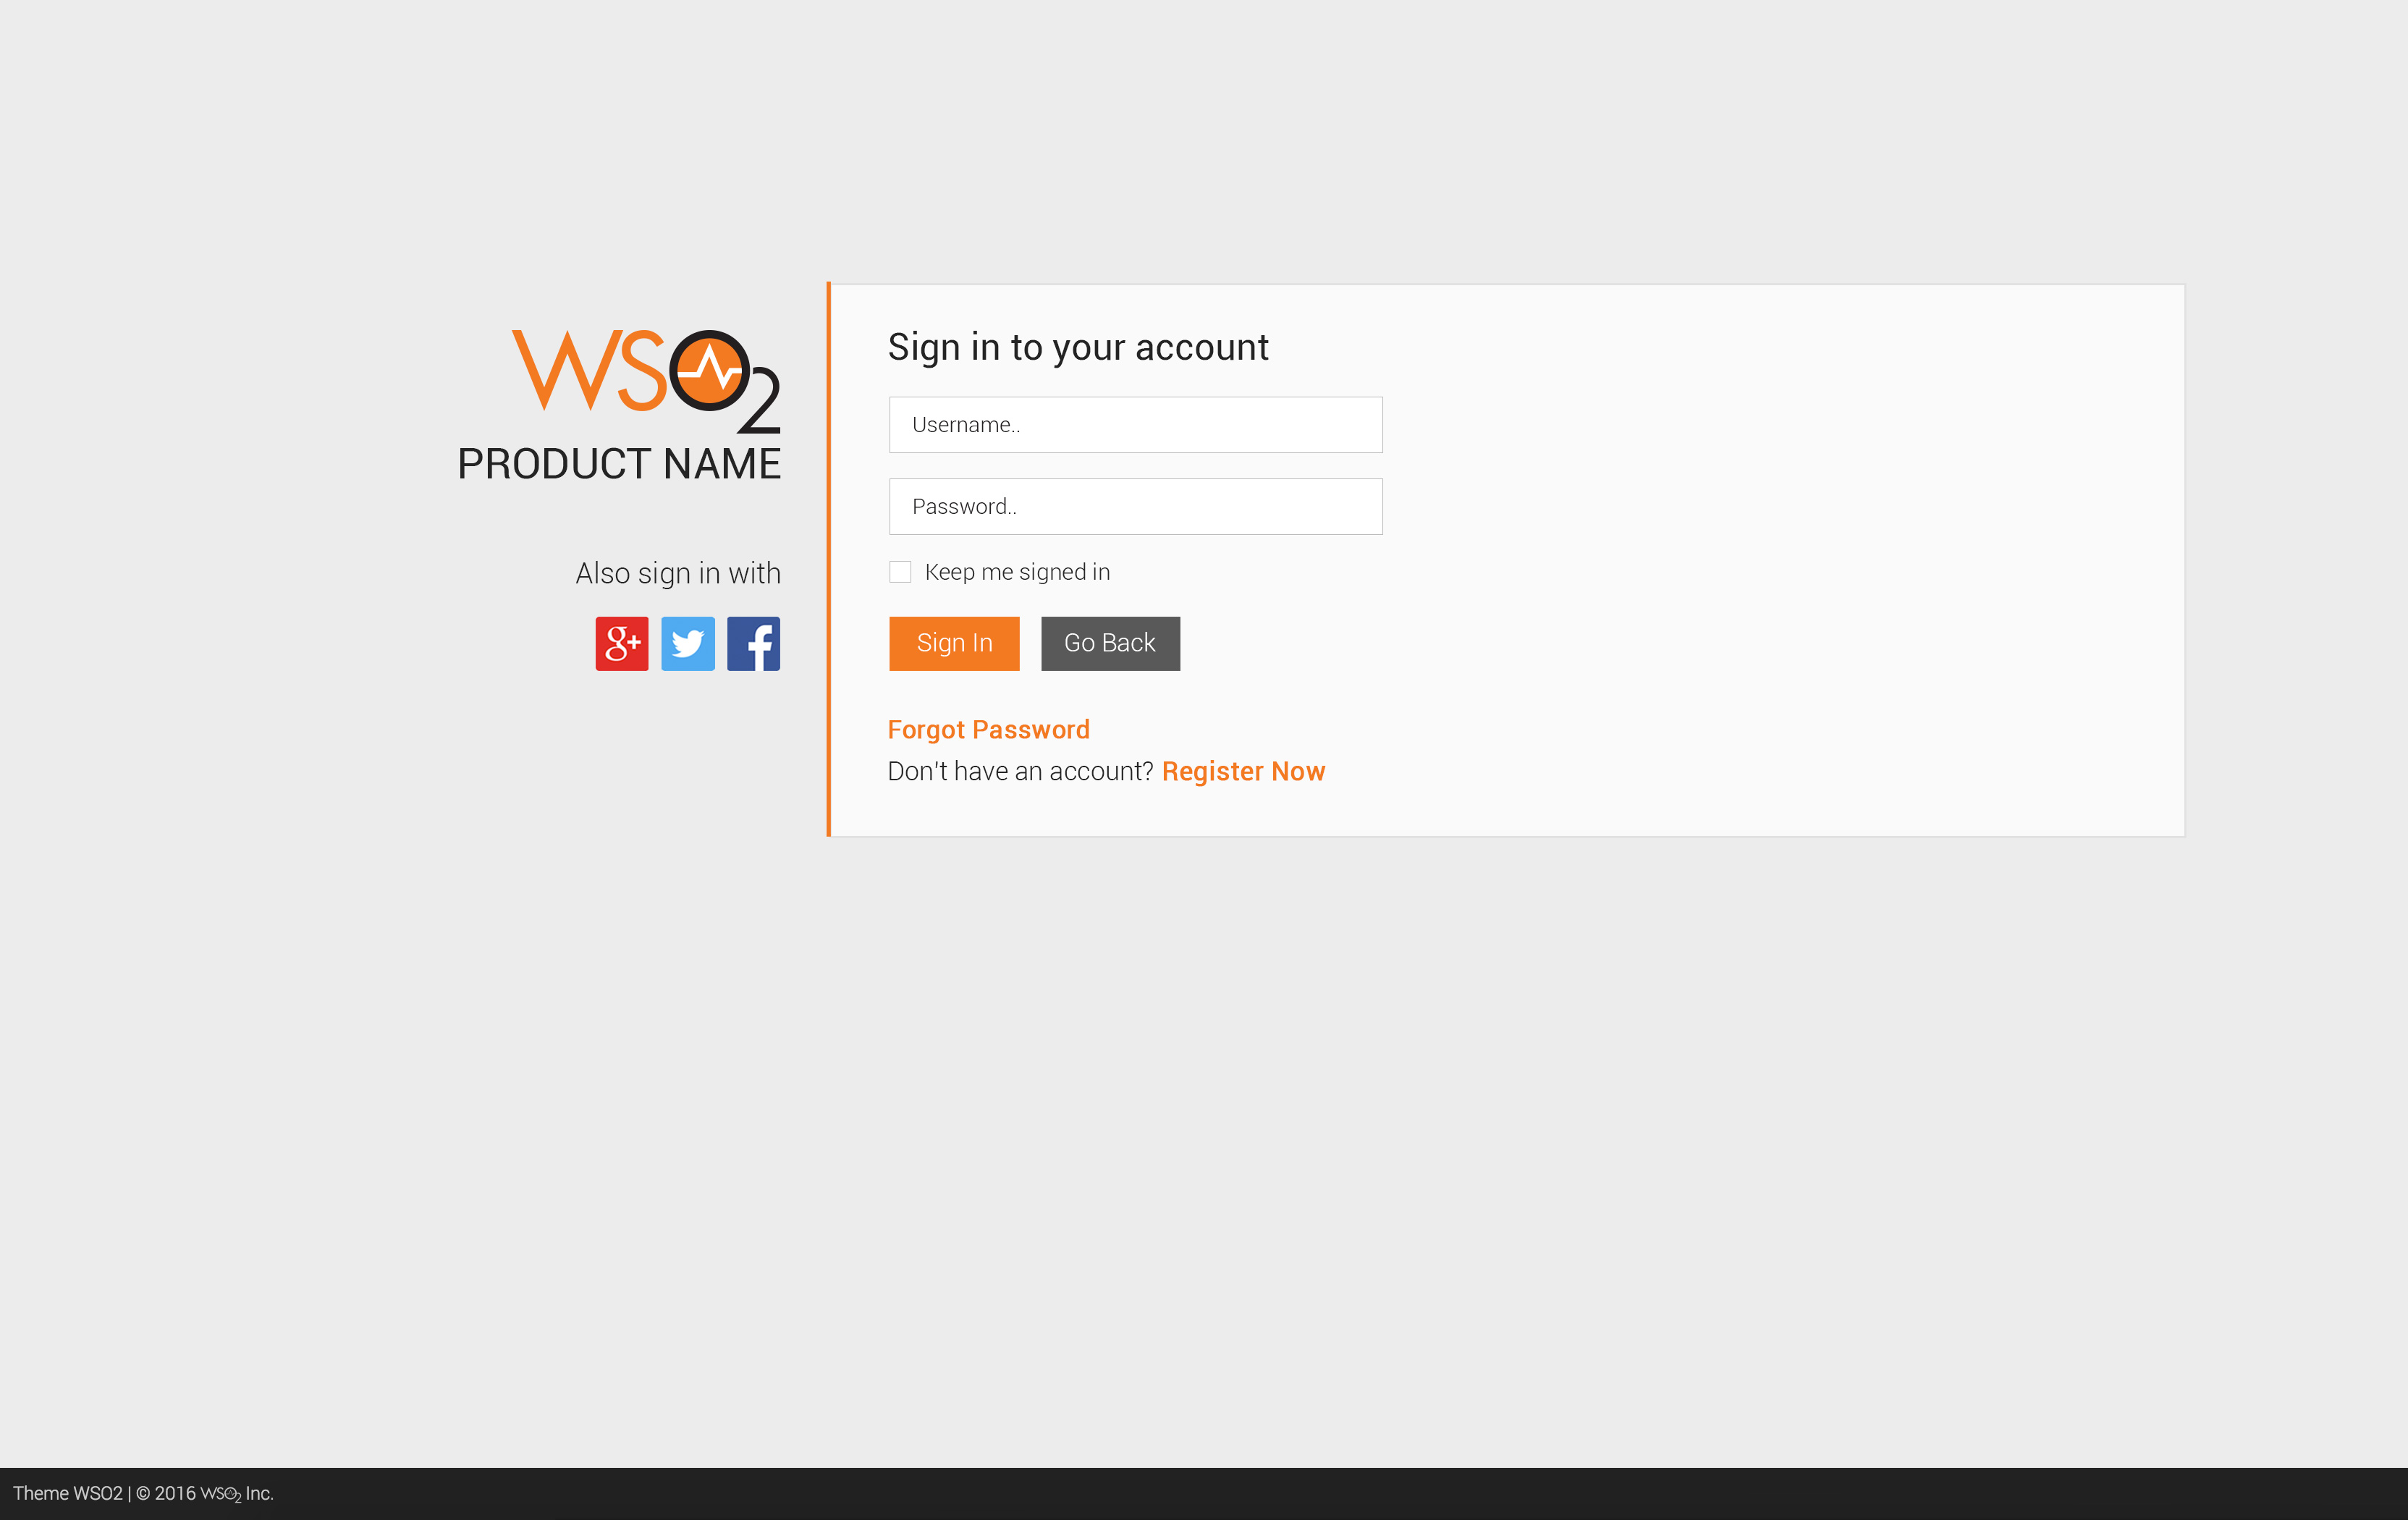 WSO2
PRODUCT NAME
Also sign in with
g+
Sign in to your account
Username..
Password..
Keep me signed in
Sign In
Go Back
Forgot Password
Don't have an account? Register Now
Theme WSO2 | © 2016 WSO2 Inc.